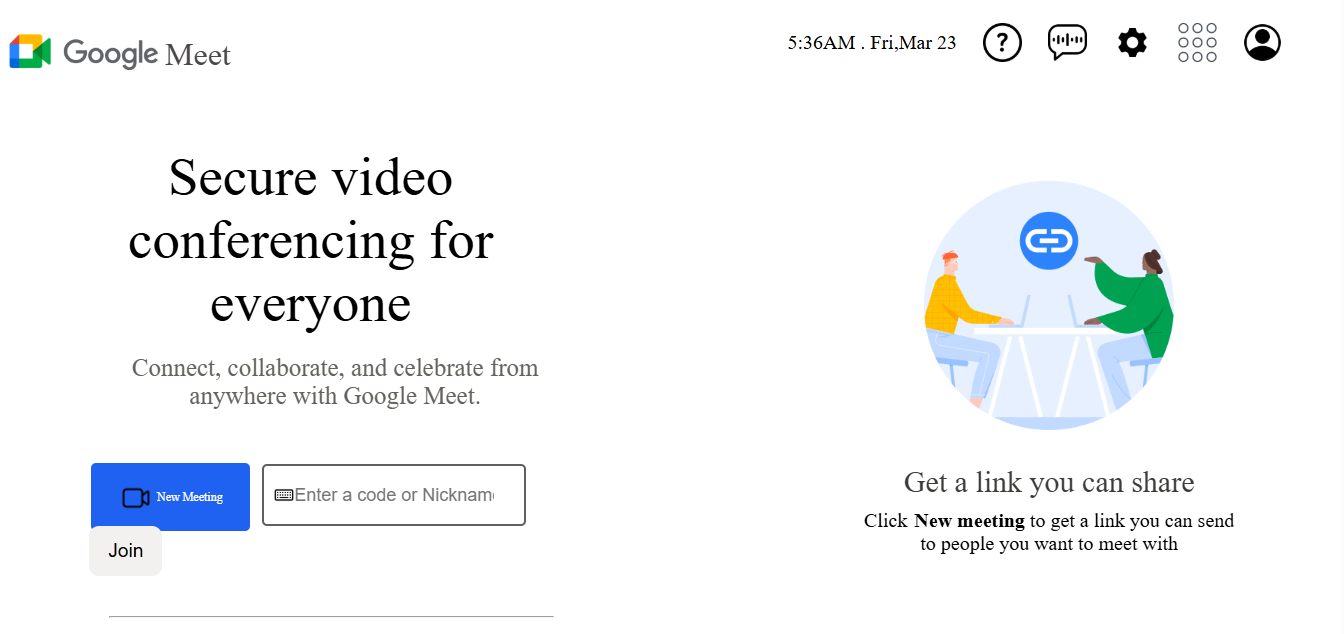 Google Meet
5:36AM . Fri,Mar 23
?
Secure video
conferencing for
everyone
Connect, collaborate, and celebrate from
anywhere with Google Meet.
New Meeting
Enter a code or Nicknam
Join
Get a link you can share
Click New meeting to get a link you can send
to people you want to meet with